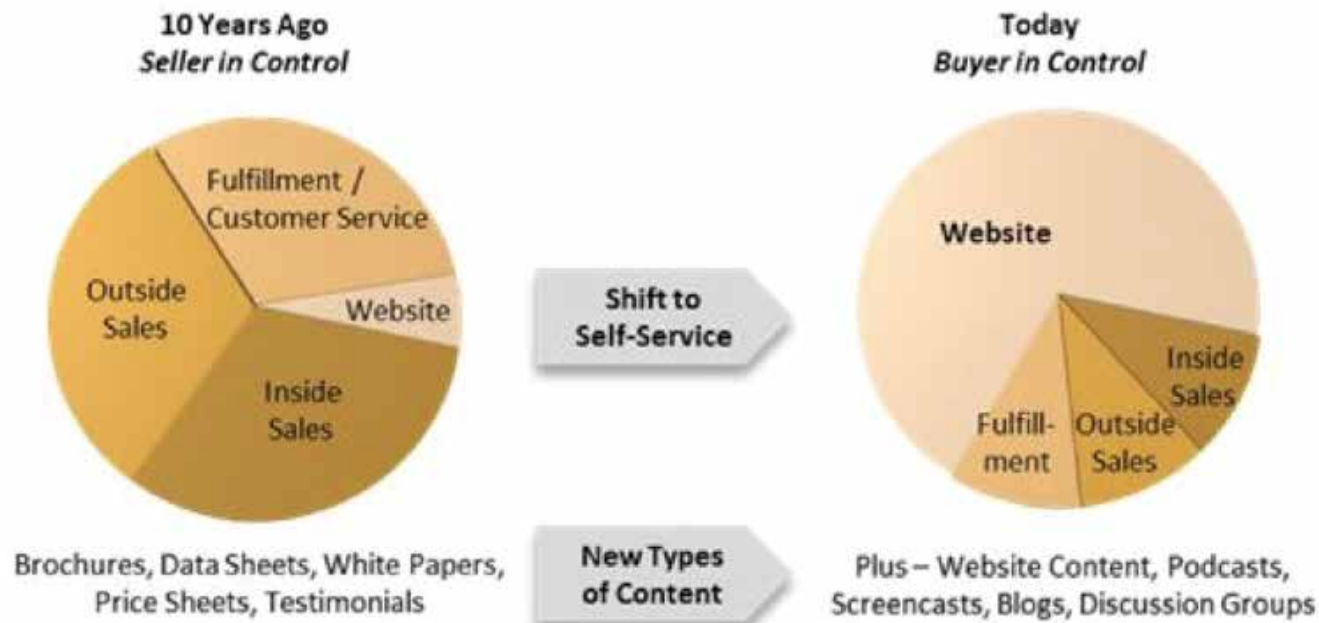 10 Years Ago
Seller in Control
Fulfillment /
Customer Service
Outside
Sales
Website
Inside
Sales
Brochures, Data Sheets, White Papers,
Price Sheets, Testimonials
Shift to
Self-Service
New Types
of Content
Today
Buyer in Control
Website
Inside
Sales
Fulfill-
ment
Outside
Sales
Plus – Website Content, Podcasts,
Screencasts, Blogs, Discussion Groups